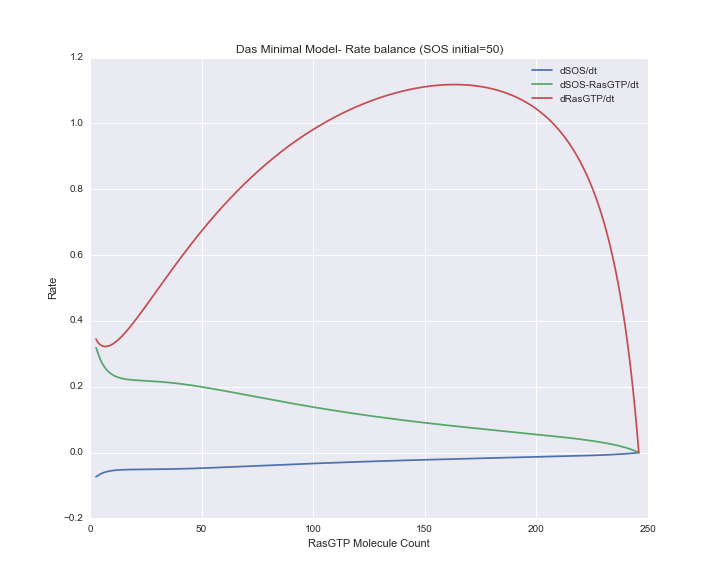 Das Minimal Model- Rate balance (SOS initial=50)
1.2
1.0
0.8
0.6
0.4
0.2
0.0
−0.2
Rate
dSOS/dt
dSOS-RasGTP/dt
dRasGTP/dt
0 50 100 150 200 250
RasGTP Molecule Count